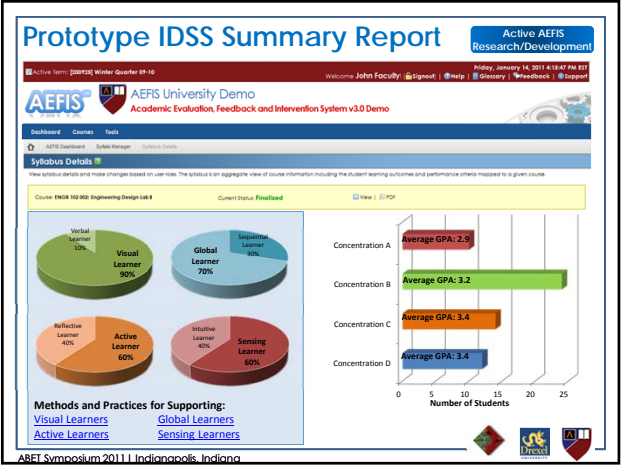 Prototype IDSS Summary Report
Active AEFIS
Research/Development
Active Term: [200925] Winter Quarter 09-10
Friday, January 14, 2011 4:15:47 PM EST
Welcome John Faculty! | Signout | Help | Glossary | Feedback | Support
AEFIS
AEFIS University Demo
Academic Evaluation, Feedback and Intervention System v3.0 Demo
Dashboard Courses Tools
AEFIS Dashboard Syllabi Manager Syllabus Details
Syllabus Details
View syllabus details and make changes based on user roles. The syllabus is an aggregate view of course information including the student learning outcomes and performance criteria mapped to a given course.
Course: ENGR 102 002: Engineering Design Lab II Current Status: Finalized View | PDF
Verbal
Learner
10%
Visual
Learner
90%
Sequential
Learner
30%
Global
Learner
70%
Reflective
Learner
40%
Active
Learner
60%
Intuitive
Learner
40%
Sensing
Learner
60%
Concentration A
Average GPA: 2.9
Concentration B
Average GPA: 3.2
Concentration C
Average GPA: 3.4
Concentration D
Average GPA: 3.4
0 5 10 15 20 25
Number of Students
Methods and Practices for Supporting:
Visual Learners Global Learners
Active Learners Sensing Learners
Drexel
UNIVERSITY
ABET Symposium 2011 | Indianapolis, Indiana